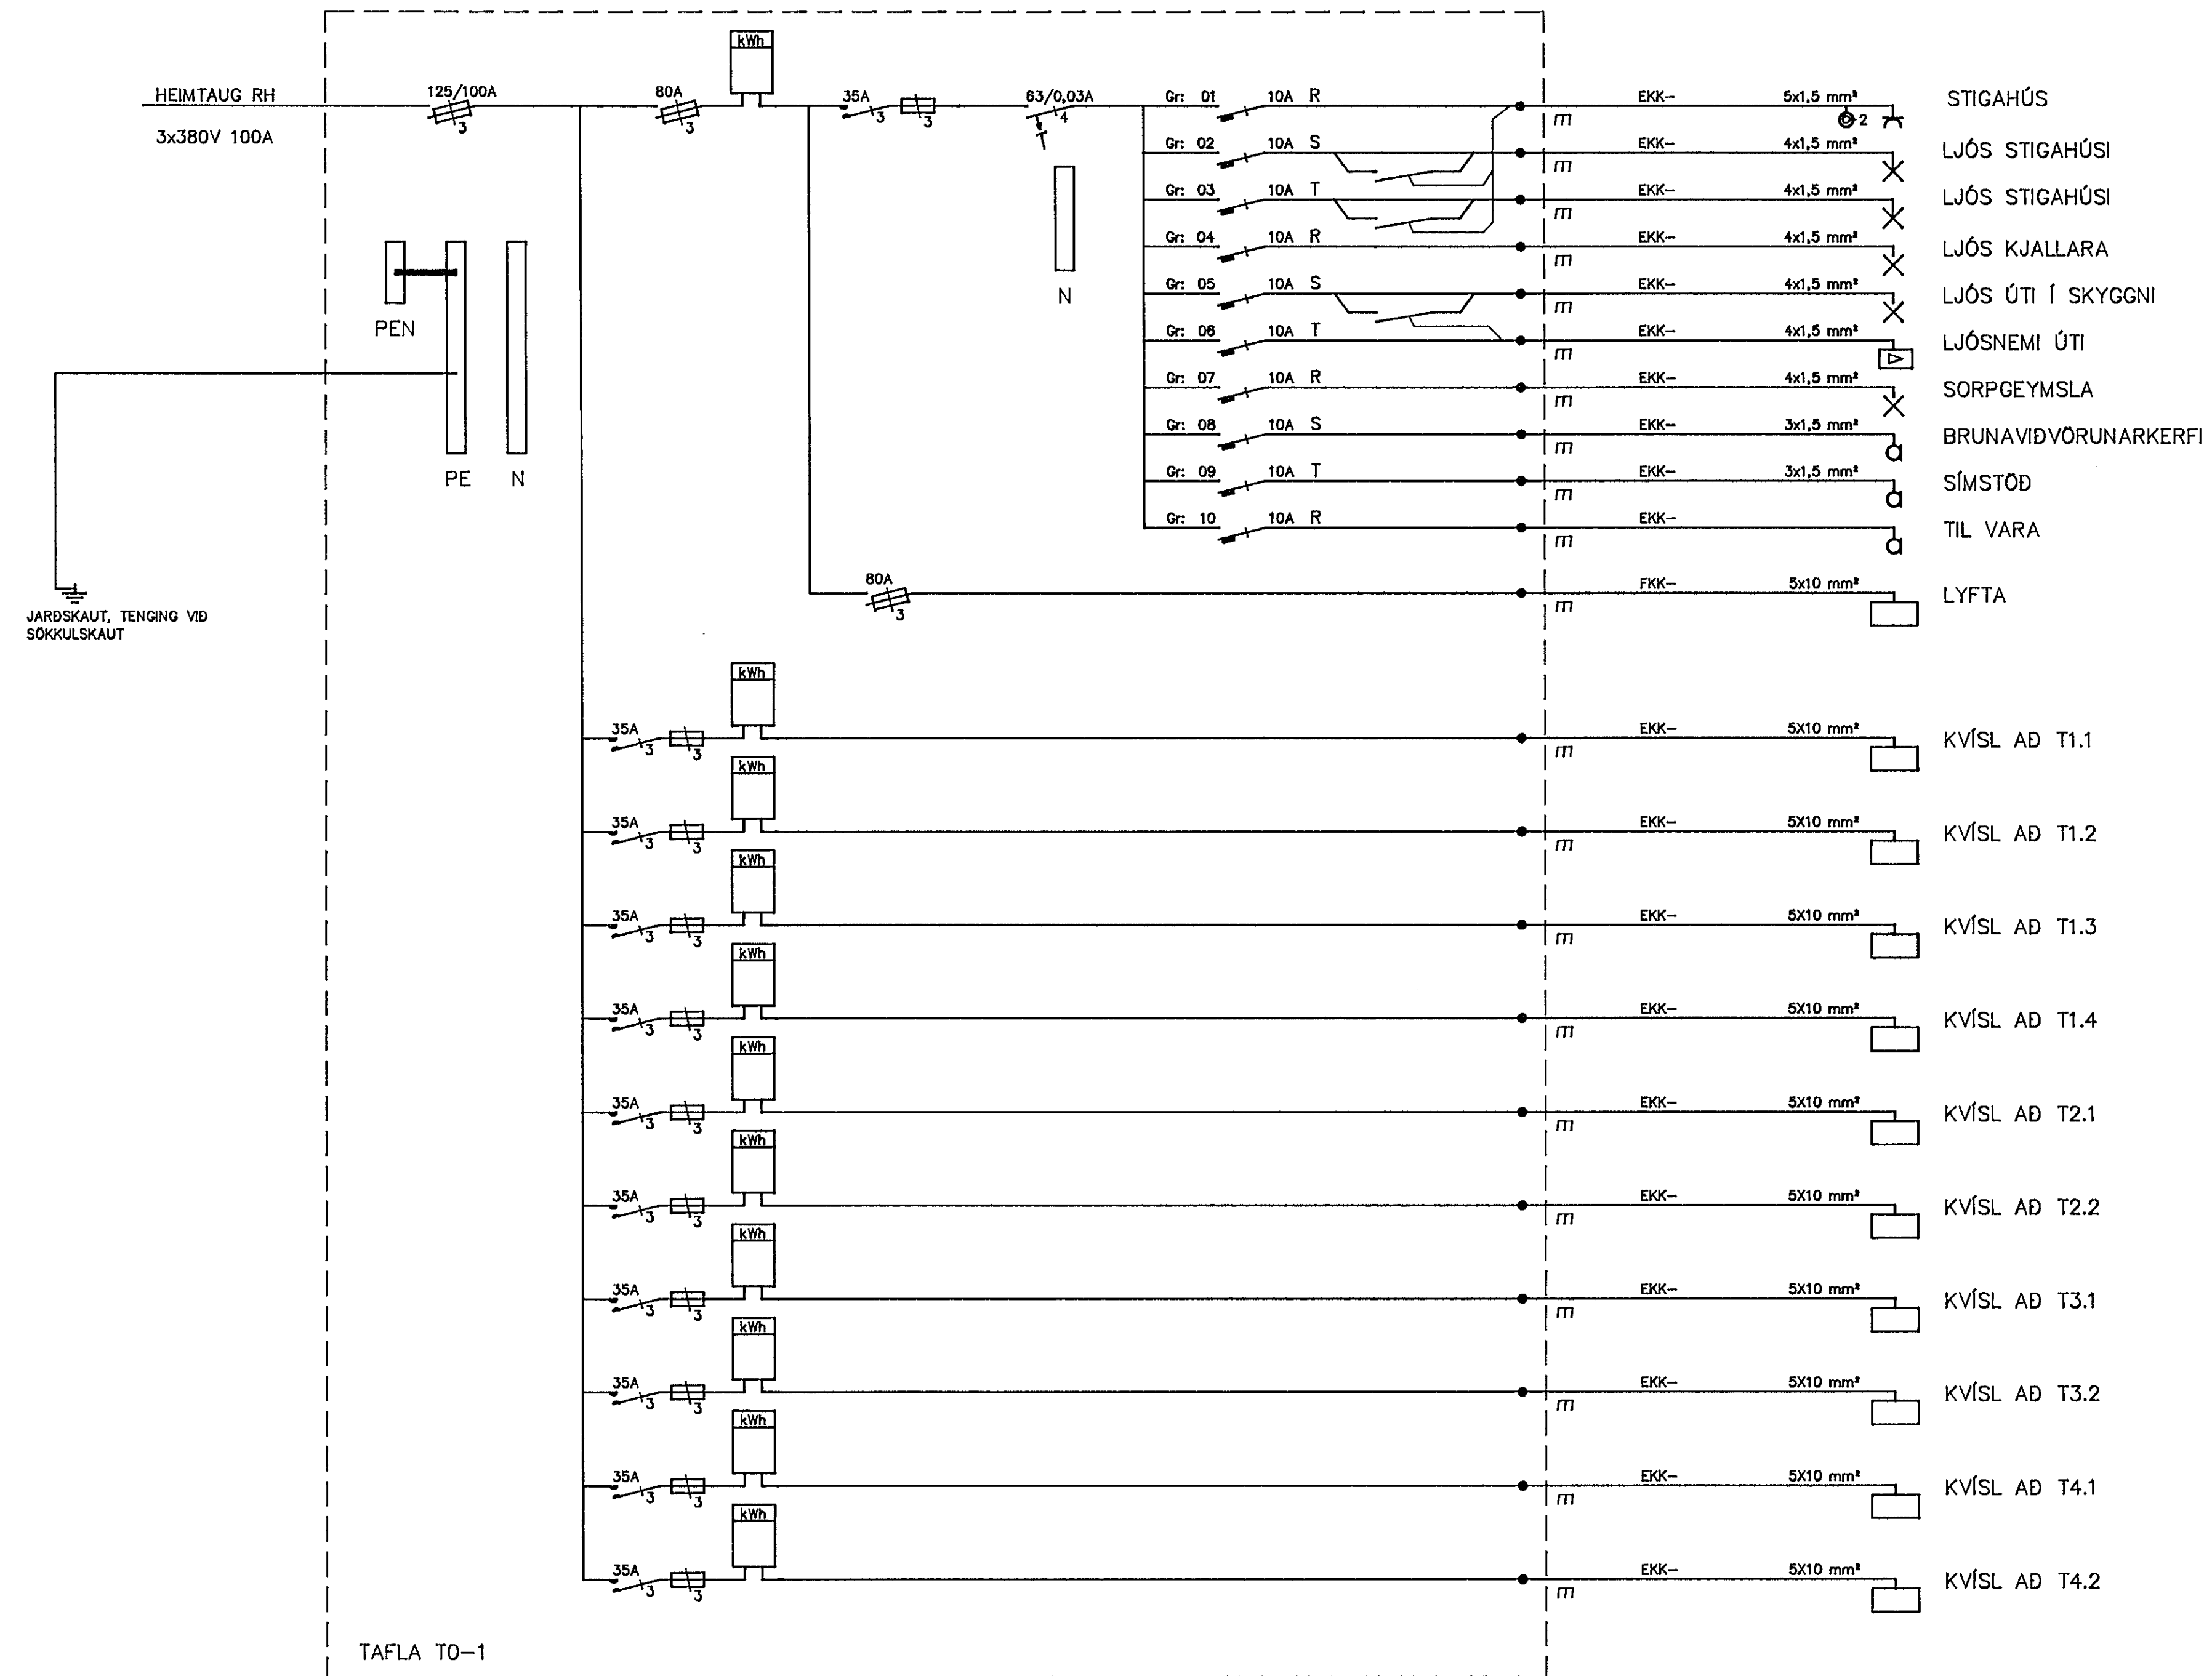 kWh
HEIMTAUG RH
3x380V 100A
125/100A
3
80A
3
35A
3
3
63/0,03A
4
N
Gr: 01 10A R EKK- 5x1,5 mm² 2 STIGAHÚS
m
Gr: 02 10A S EKK- 4x1,5 mm² LJÓS STIGAHÚSI
m
Gr: 03 10A T EKK- 4x1,5 mm² LJÓS STIGAHÚSI
m
Gr: 04 10A R EKK- 4x1,5 mm² LJÓS KJALLARA
m
Gr: 05 10A S EKK- 4x1,5 mm² LJÓS ÚTI Í SKYGGNI
m
Gr: 06 10A T EKK- 4x1,5 mm² LJÓSNEMI ÚTI
m
Gr: 07 10A R EKK- 4x1,5 mm² SORPGEYMSLA
m
Gr: 08 10A S EKK- 3x1,5 mm² BRUNAVIÐVÖRUNARKERFI
m
Gr: 09 10A T EKK- 3x1,5 mm² SÍMSTÖÐ
m
Gr: 10 10A R EKK- TIL VARA
m
PEN
PE N
JARÐSKAUT, TENGING VIÐ
SÖKKULSKAUT
80A FKK- 5x10 mm² LYFTA
3 m
kWh
35A EKK- 5X10 mm² KVÍSL AÐ T1.1
3 3 m
kWh
35A EKK- 5X10 mm² KVÍSL AÐ T1.2
3 3 m
kWh
35A EKK- 5X10 mm² KVÍSL AÐ T1.3
3 3 m
kWh
35A EKK- 5X10 mm² KVÍSL AÐ T1.4
3 3 m
kWh
35A EKK- 5X10 mm² KVÍSL AÐ T2.1
3 3 m
kWh
35A EKK- 5X10 mm² KVÍSL AÐ T2.2
3 3 m
kWh
35A EKK- 5X10 mm² KVÍSL AÐ T3.1
3 3 m
kWh
35A EKK- 5X10 mm² KVÍSL AÐ T3.2
3 3 m
kWh
35A EKK- 5X10 mm² KVÍSL AÐ T4.1
3 3 m
kWh
35A EKK- 5X10 mm² KVÍSL AÐ T4.2
3 3 m
TAFLA TO-1